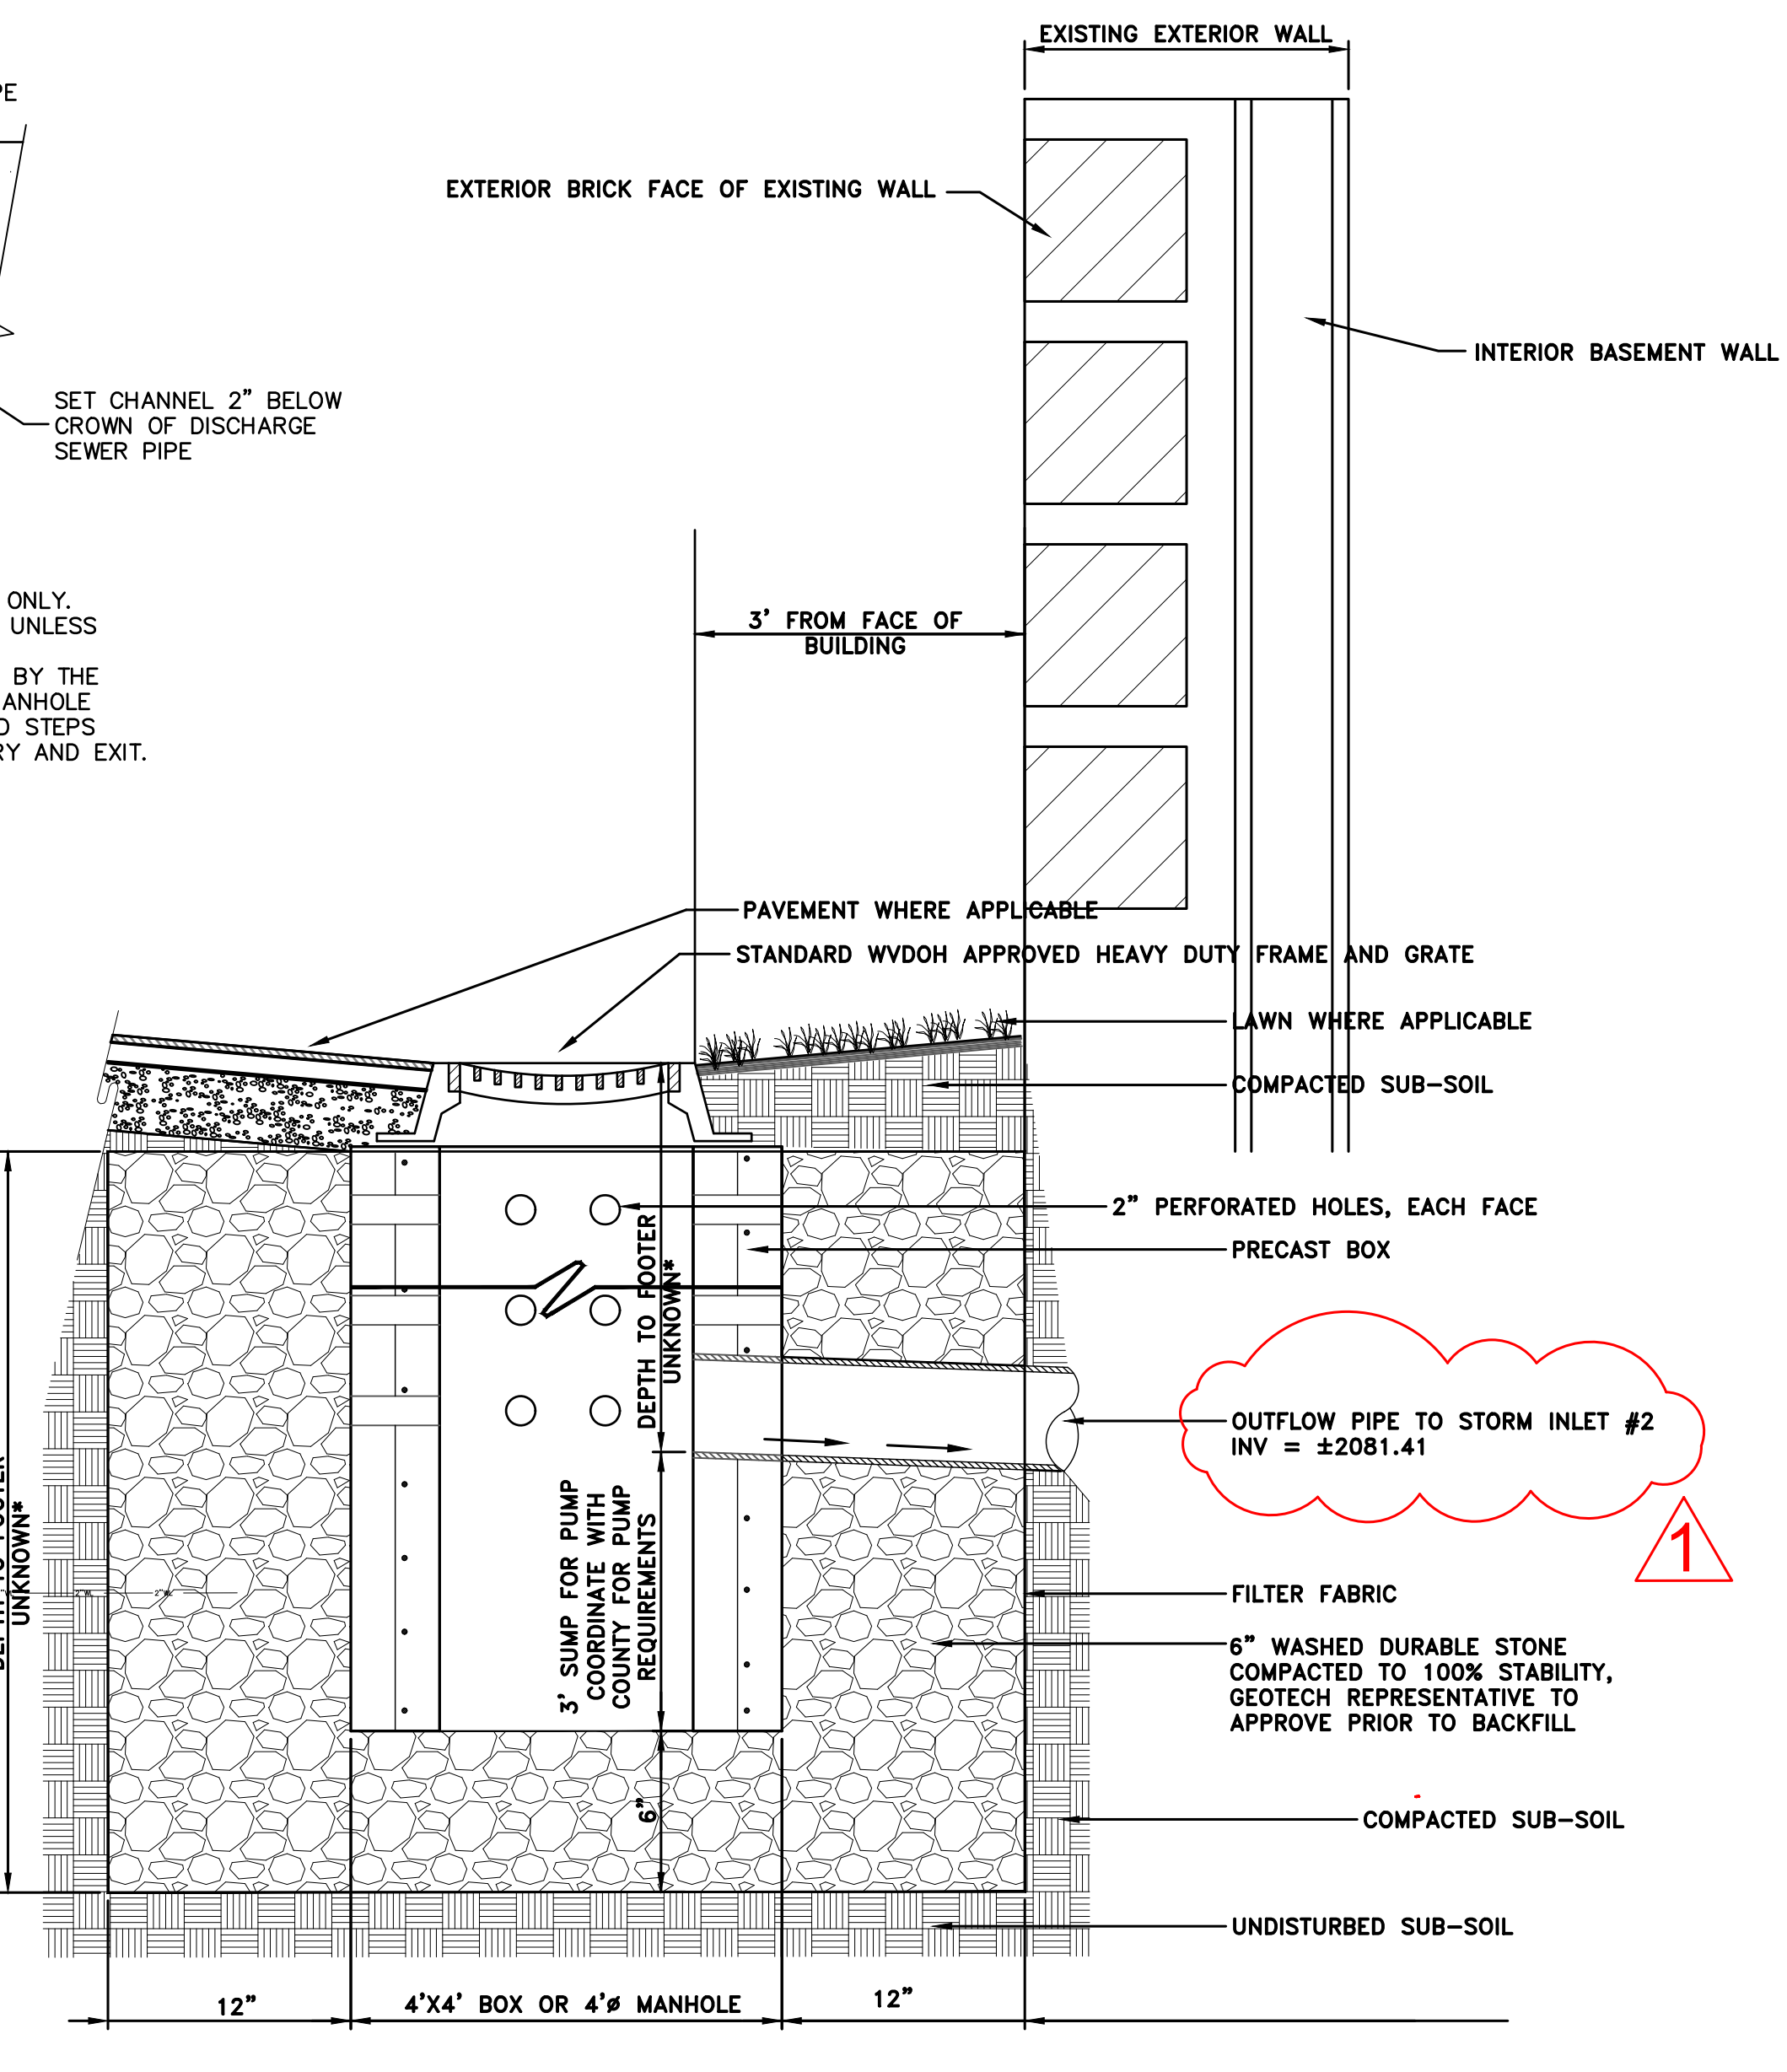 EXISTING EXTERIOR WALL
EXTERIOR BRICK FACE OF EXISTING WALL
INTERIOR BASEMENT WALL
SET CHANNEL 2" BELOW
CROWN OF DISCHARGE
SEWER PIPE
ONLY.
UNLESS
BY THE
STEPS
AND EXIT.
3' FROM FACE OF
BUILDING
PAVEMENT WHERE APPLICABLE
STANDARD WVDOH APPROVED HEAVY DUTY FRAME AND GRATE
LAWN WHERE APPLICABLE
COMPACTED SUB-SOIL
2" PERFORATED HOLES, EACH FACE
PRECAST BOX
DEPTH TO FOOTER
UNKNOWN*
OUTFLOW PIPE TO STORM INLET #2
INV = ±2081.41
1
3' SUMP FOR PUMP
COORDINATE WITH
COUNTY FOR PUMP
REQUIREMENTS
UNKNOWN*
2"WL
2"WL
FILTER FABRIC
6" WASHED DURABLE STONE
COMPACTED TO 100% STABILITY,
GEOTECH REPRESENTATIVE TO
APPROVE PRIOR TO BACKFILL
6"
COMPACTED SUB-SOIL
UNDISTURBED SUB-SOIL
12"
4'X4' BOX OR 4'ø MANHOLE
12"